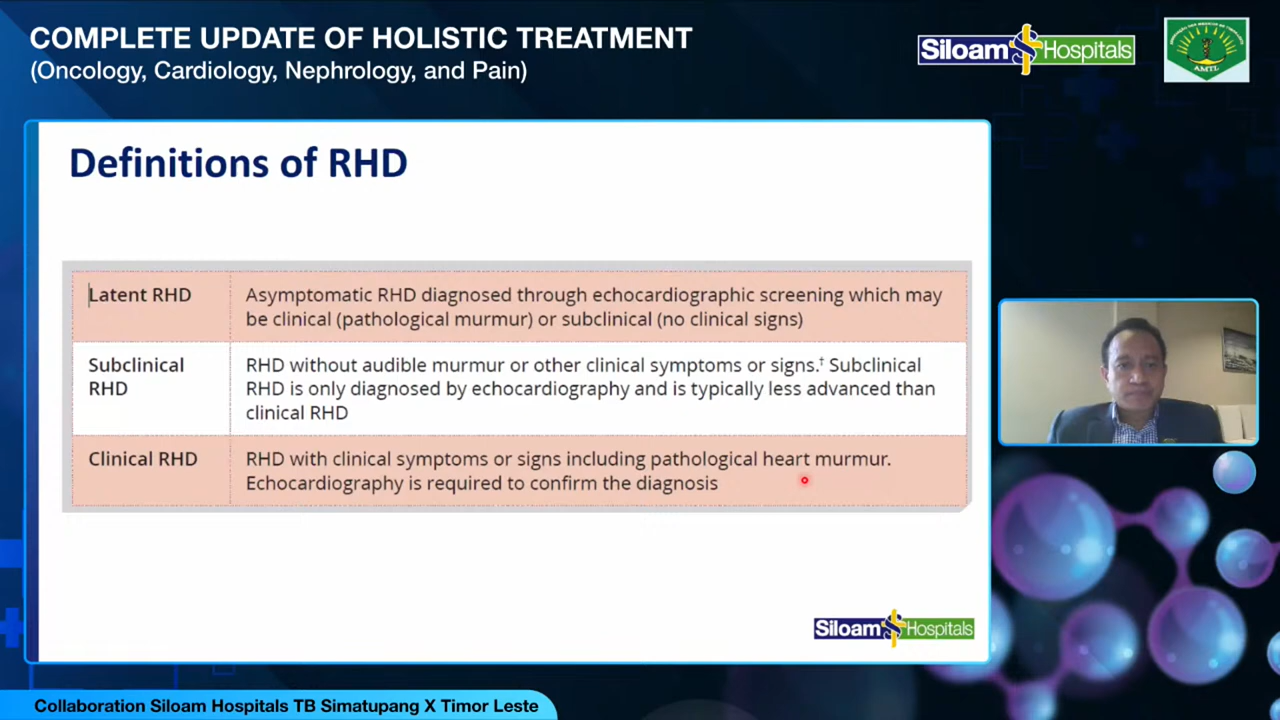 COMPLETE UPDATE OF HOLISTIC TREATMENT
(Oncology, Cardiology, Nephrology, and Pain)
Siloam Hospitals
AMTL
Definitions of RHD
Latent RHD
Asymptomatic RHD diagnosed through echocardiographic screening which may
be clinical (pathological murmur) or subclinical (no clinical signs)
Subclinical
RHD
RHD without audible murmur or other clinical symptoms or signs.† Subclinical
RHD is only diagnosed by echocardiography and is typically less advanced than
clinical RHD
Clinical RHD
RHD with clinical symptoms or signs including pathological heart murmur.
Echocardiography is required to confirm the diagnosis
Siloam Hospitals
Collaboration Siloam Hospitals TB Simatupang X Timor Leste